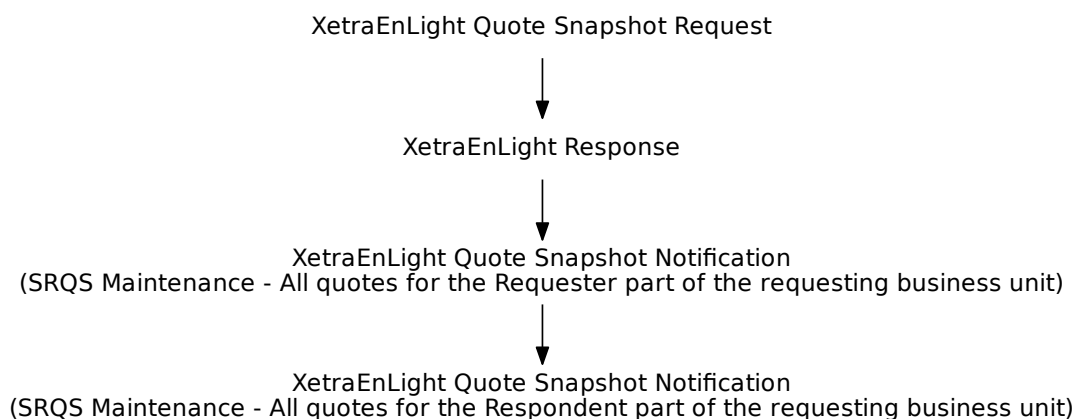 XetraEnLight Quote Snapshot Request
XetraEnLight Response
XetraEnLight Quote Snapshot Notification
(SRQS Maintenance - All quotes for the Requester part of the requesting business unit)
XetraEnLight Quote Snapshot Notification
(SRQS Maintenance - All quotes for the Respondent part of the requesting business unit)